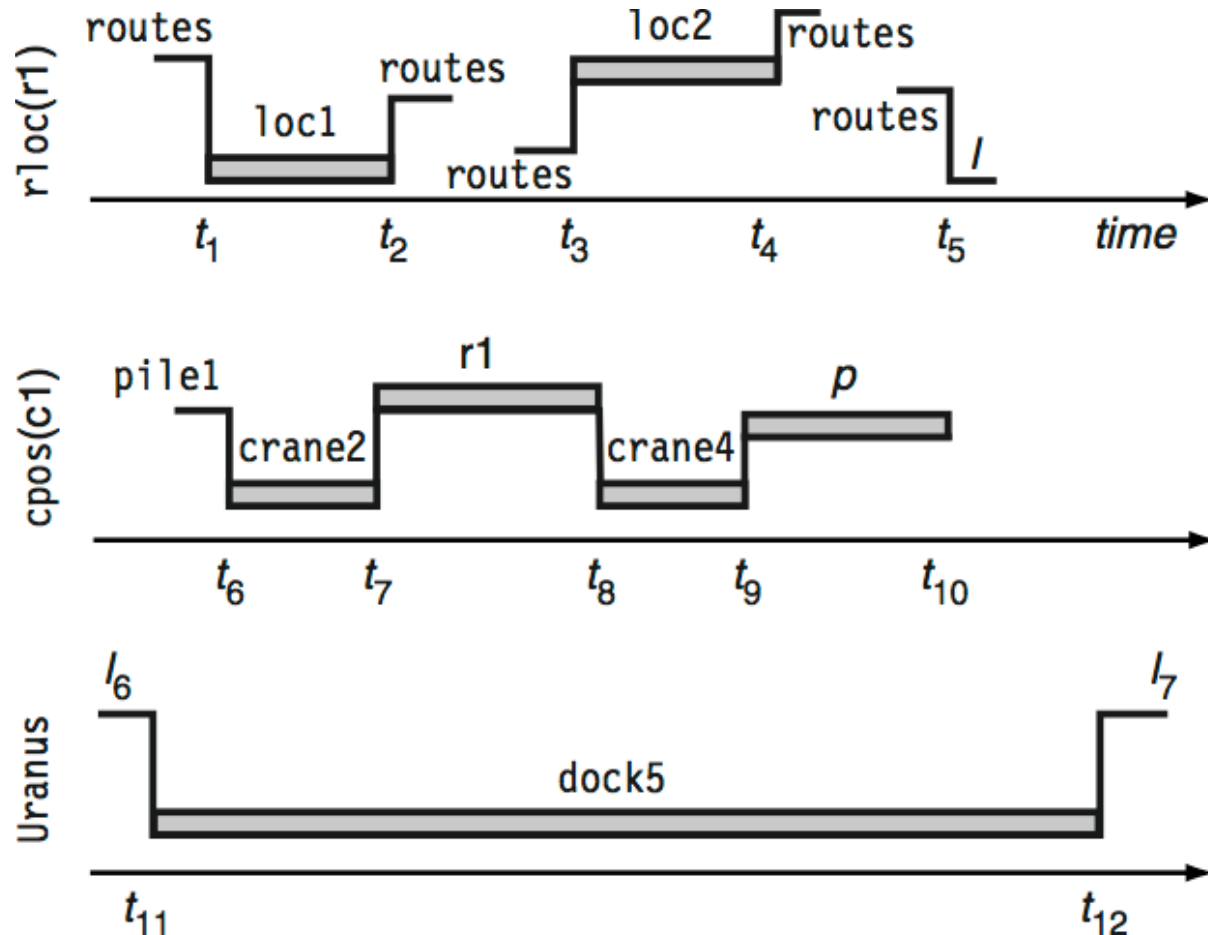 rloc(r1)
routes
loc1
routes
routes
loc2
routes
routes
l
t1 t2 t3 t4 t5 time
cpos(c1)
pile1
crane2
r1
crane4
p
t6 t7 t8 t9 t10
Uranus
l6
dock5
l7
t11 t12